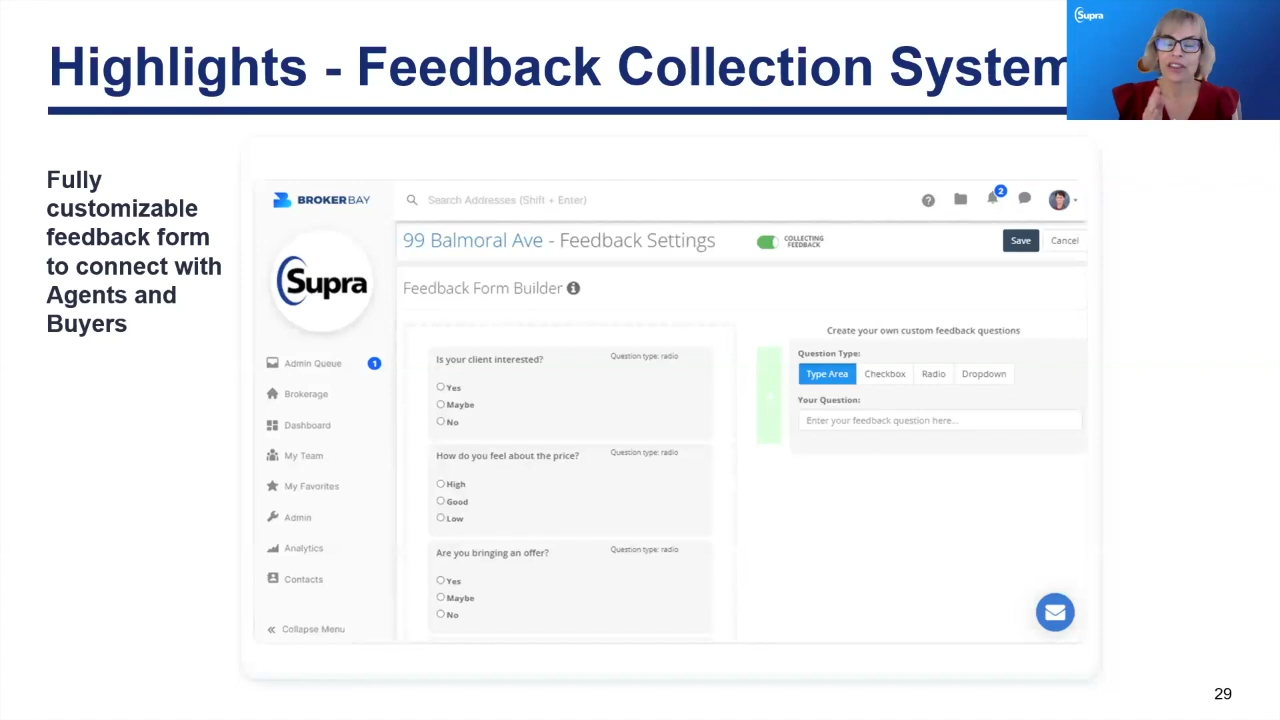 Highlights - Feedback Collection System
Supra
Fully
customizable
feedback form
to connect with
Agents and
Buyers
BROKERBAY
Search Addresses (Shift + Enter)
2
99 Balmoral Ave - Feedback Settings
COLLECTING
FEEDBACK
Save
Cancel
Supra
Feedback Form Builder
Admin Queue
1
Brokerage
Dashboard
My Team
My Favorites
Admin
Analytics
Contacts
Collapse Menu
Is your client interested?
Question type: radio
Yes
Maybe
No
How do you feel about the price?
Question type: radio
High
Good
Low
Are you bringing an offer?
Question type: radio
Yes
Maybe
No
Create your own custom feedback questions
Question Type:
Type Area
Checkbox
Radio
Dropdown
Your Question:
Enter your feedback question here...
29